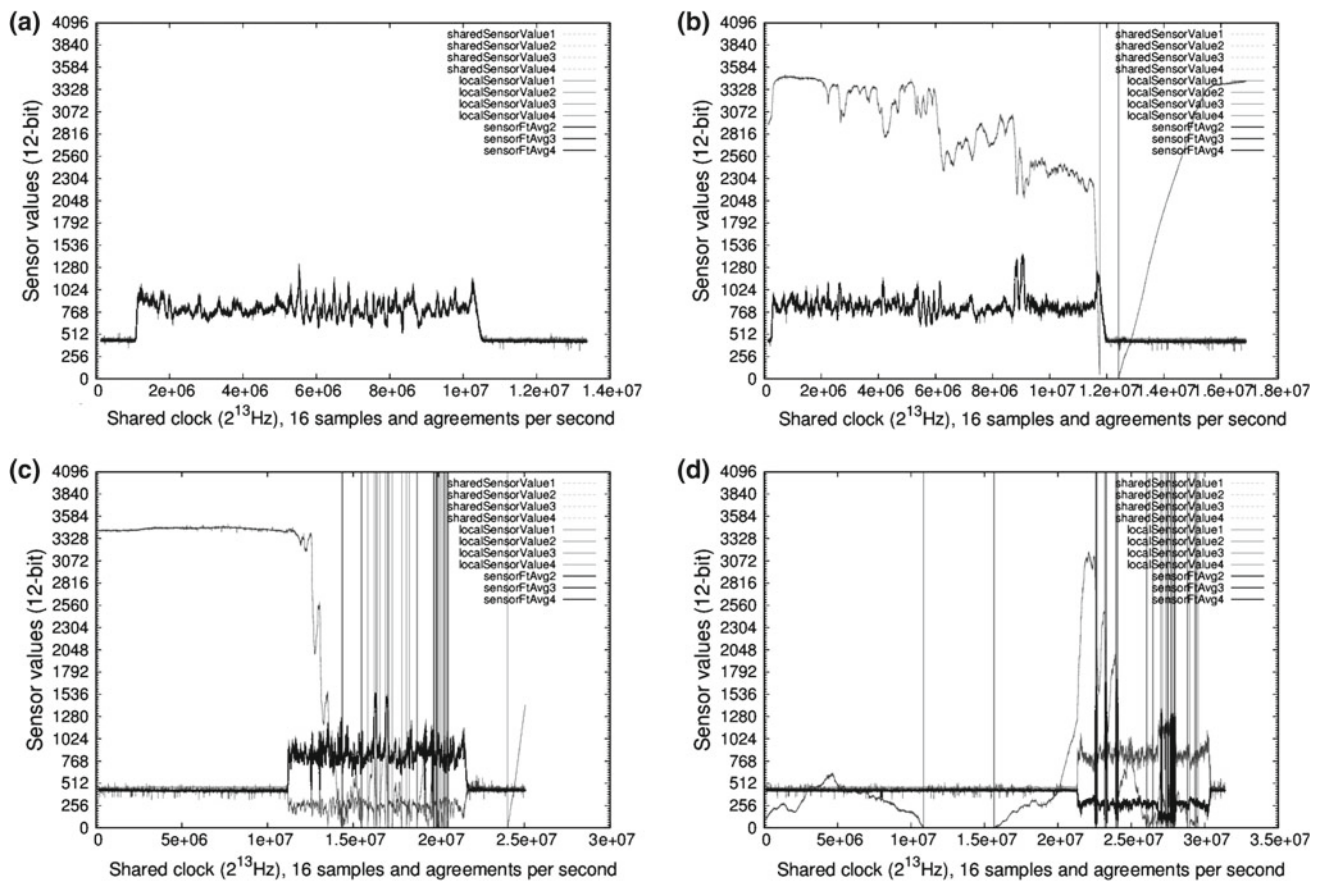 (a)
4096
3840
3584
3328
3072
2816
2560
2304
2048
1792
1536
1280
1024
768
512
256
0
Sensor values (12-bit)
sharedSensorValue1
sharedSensorValue2
sharedSensorValue3
sharedSensorValue4
localSensorValue1
localSensorValue2
localSensorValue3
localSensorValue4
sensorFtAvg2
sensorFtAvg3
sensorFtAvg4
0 2e+06 4e+06 6e+06 8e+06 1e+07 1.2e+07 1.4e+07
Shared clock (2^13Hz), 16 samples and agreements per second
(b)
4096
3840
3584
3328
3072
2816
2560
2304
2048
1792
1536
1280
1024
768
512
256
0
Sensor values (12-bit)
sharedSensorValue1
sharedSensorValue2
sharedSensorValue3
sharedSensorValue4
localSensorValue1
localSensorValue2
localSensorValue3
localSensorValue4
sensorFtAvg2
sensorFtAvg3
sensorFtAvg4
0 2e+06 4e+06 6e+06 8e+06 1e+07 1.2e+07 1.4e+07 1.6e+07 1.8e+07
Shared clock (2^13Hz), 16 samples and agreements per second
(c)
4096
3840
3584
3328
3072
2816
2560
2304
2048
1792
1536
1280
1024
768
512
256
0
Sensor values (12-bit)
sharedSensorValue1
sharedSensorValue2
sharedSensorValue3
sharedSensorValue4
localSensorValue1
localSensorValue2
localSensorValue3
localSensorValue4
sensorFtAvg2
sensorFtAvg3
sensorFtAvg4
0 5e+06 1e+07 1.5e+07 2e+07 2.5e+07 3e+07
Shared clock (2^13Hz), 16 samples and agreements per second
(d)
4096
3840
3584
3328
3072
2816
2560
2304
2048
1792
1536
1280
1024
768
512
256
0
Sensor values (12-bit)
sharedSensorValue1
sharedSensorValue2
sharedSensorValue3
sharedSensorValue4
localSensorValue1
localSensorValue2
localSensorValue3
localSensorValue4
sensorFtAvg2
sensorFtAvg3
sensorFtAvg4
0 5e+06 1e+07 1.5e+07 2e+07 2.5e+07 3e+07 3.5e+07
Shared clock (2^13Hz), 16 samples and agreements per second